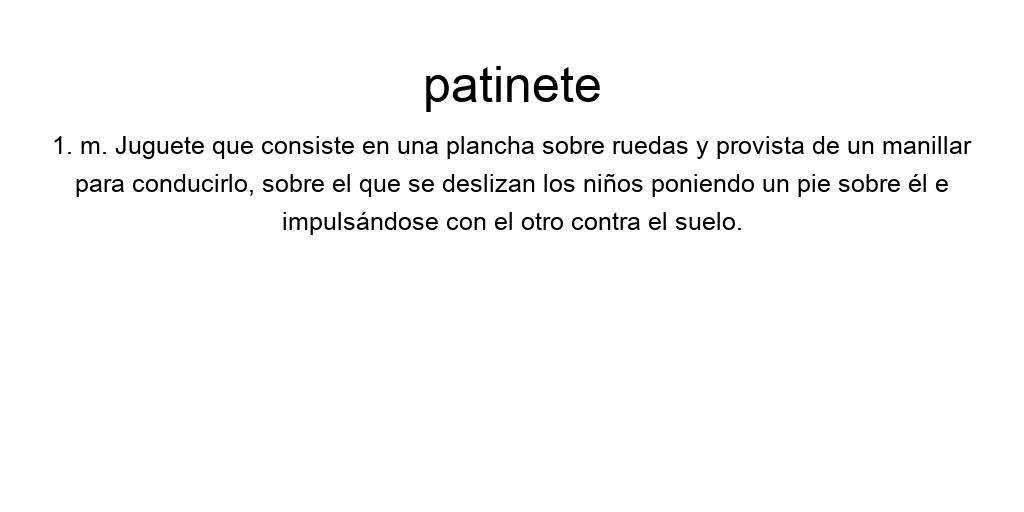 patinete
1. m. Juguete que consiste en una plancha sobre ruedas y provista de un manillar
para conducirlo, sobre el que se deslizan los niños poniendo un pie sobre él e
impulsándose con el otro contra el suelo.